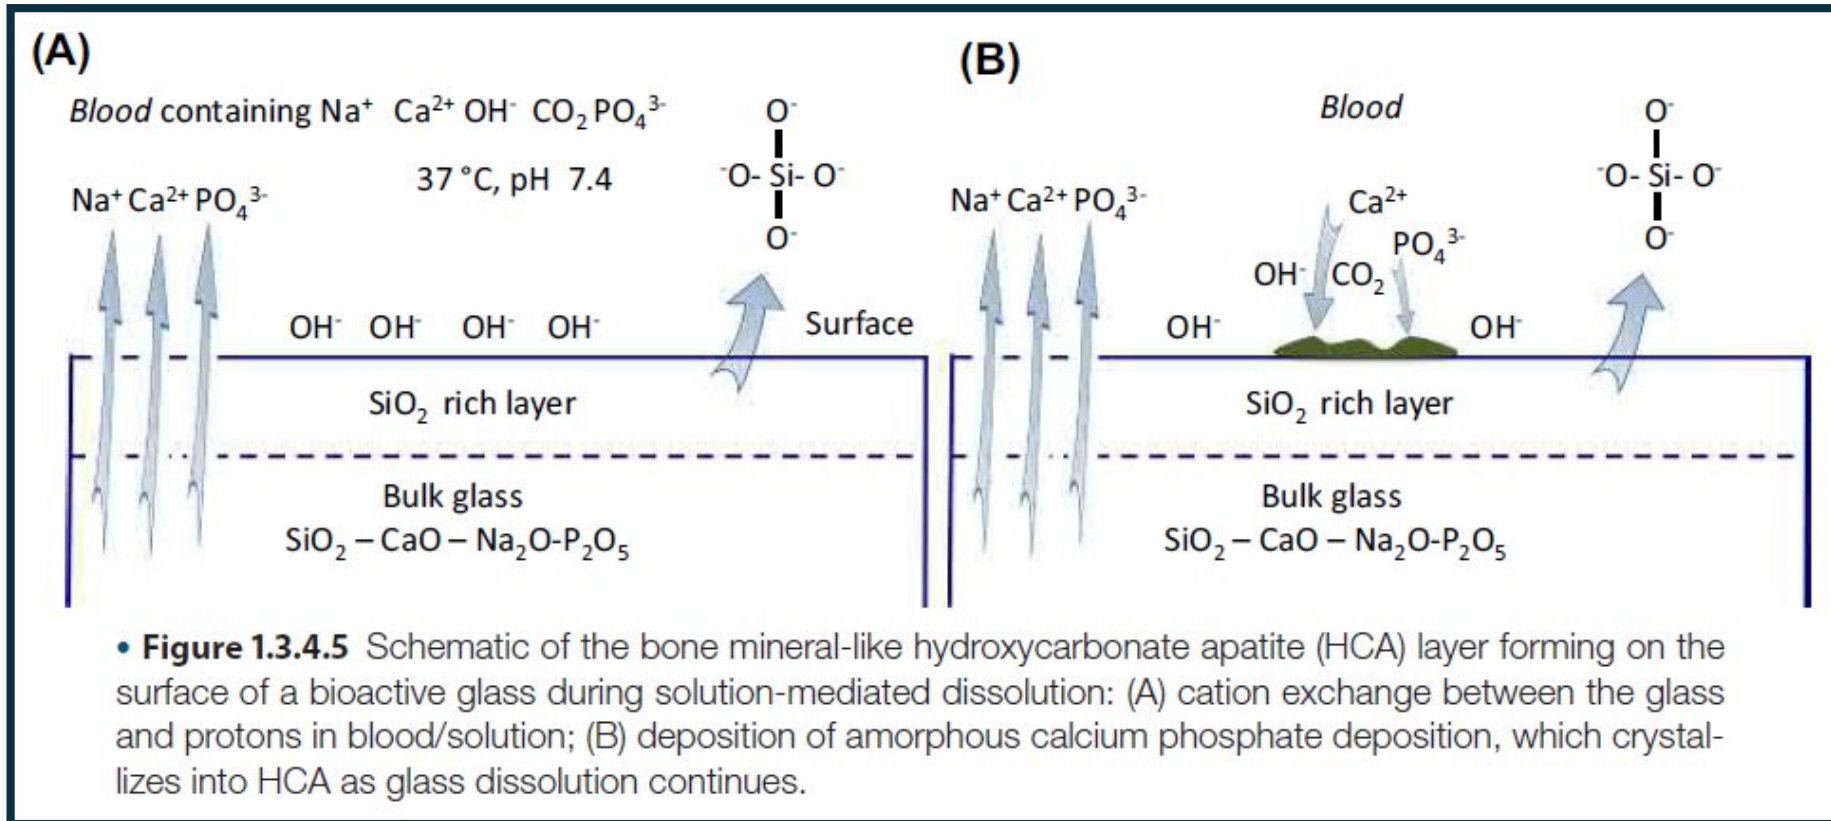 (A)
Blood containing Na⁺ Ca²⁺ OH⁻ CO₂ PO₄³⁻
37 °C, pH 7.4
Na⁺ Ca²⁺ PO₄³⁻
O⁻
⁻O- Si- O⁻
O⁻
OH⁻ OH⁻ OH⁻ OH⁻
Surface
SiO₂ rich layer
Bulk glass
SiO₂ – CaO – Na₂O-P₂O₅
(B)
Blood
Na⁺ Ca²⁺ PO₄³⁻
Ca²⁺
PO₄³⁻
OH⁻ CO₂
O⁻
⁻O- Si- O⁻
O⁻
OH⁻ OH⁻
SiO₂ rich layer
Bulk glass
SiO₂ – CaO – Na₂O-P₂O₅
• Figure 1.3.4.5 Schematic of the bone mineral-like hydroxycarbonate apatite (HCA) layer forming on the
surface of a bioactive glass during solution-mediated dissolution: (A) cation exchange between the glass
and protons in blood/solution; (B) deposition of amorphous calcium phosphate deposition, which crystal-
lizes into HCA as glass dissolution continues.